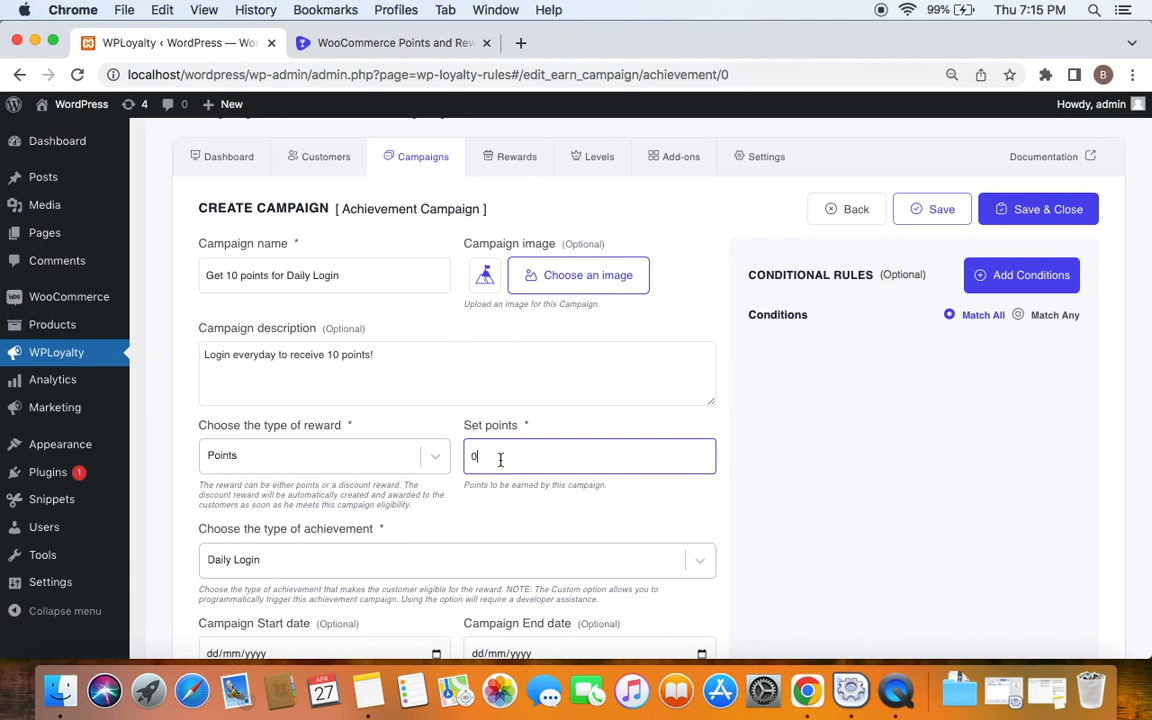 Chrome File Edit View History Bookmarks Profiles Tab Window Help 99% Thu 7:15 PM
WPLoyalty ‹ WordPress — Wor WooCommerce Points and Rew
localhost/wordpress/wp-admin/admin.php?page=wp-loyalty-rules#/edit_earn_campaign/achievement/0 B
WordPress 4 0 New Howdy, admin
Dashboard
Posts
Media
Pages
Comments
WooCommerce
Products
WPLoyalty
Analytics
Marketing
Appearance
Plugins 1
Snippets
Users
Tools
Settings
Collapse menu
Dashboard Customers Campaigns Rewards Levels Add-ons Settings Documentation
CREATE CAMPAIGN [ Achievement Campaign ] Back Save Save & Close
Campaign name * Campaign image (Optional)
Get 10 points for Daily Login Choose an image
Upload an image for this Campaign.
Campaign description (Optional)
Login everyday to receive 10 points!
Choose the type of reward * Set points *
Points 0
The reward can be either points or a discount reward. The
discount reward will be automatically created and awarded to the
customers as soon as he meets this campaign eligibility.
Points to be earned by this campaign.
Choose the type of achievement *
Daily Login
Choose the type of achievement that makes the customer eligible for the reward. NOTE: The Custom option allows you to
programmatically trigger this achievement campaign. Using the option will require a developer assistance.
Campaign Start date (Optional) Campaign End date (Optional)
dd/mm/yyyy dd/mm/yyyy
CONDITIONAL RULES (Optional) Add Conditions
Conditions Match All Match Any
APR
27